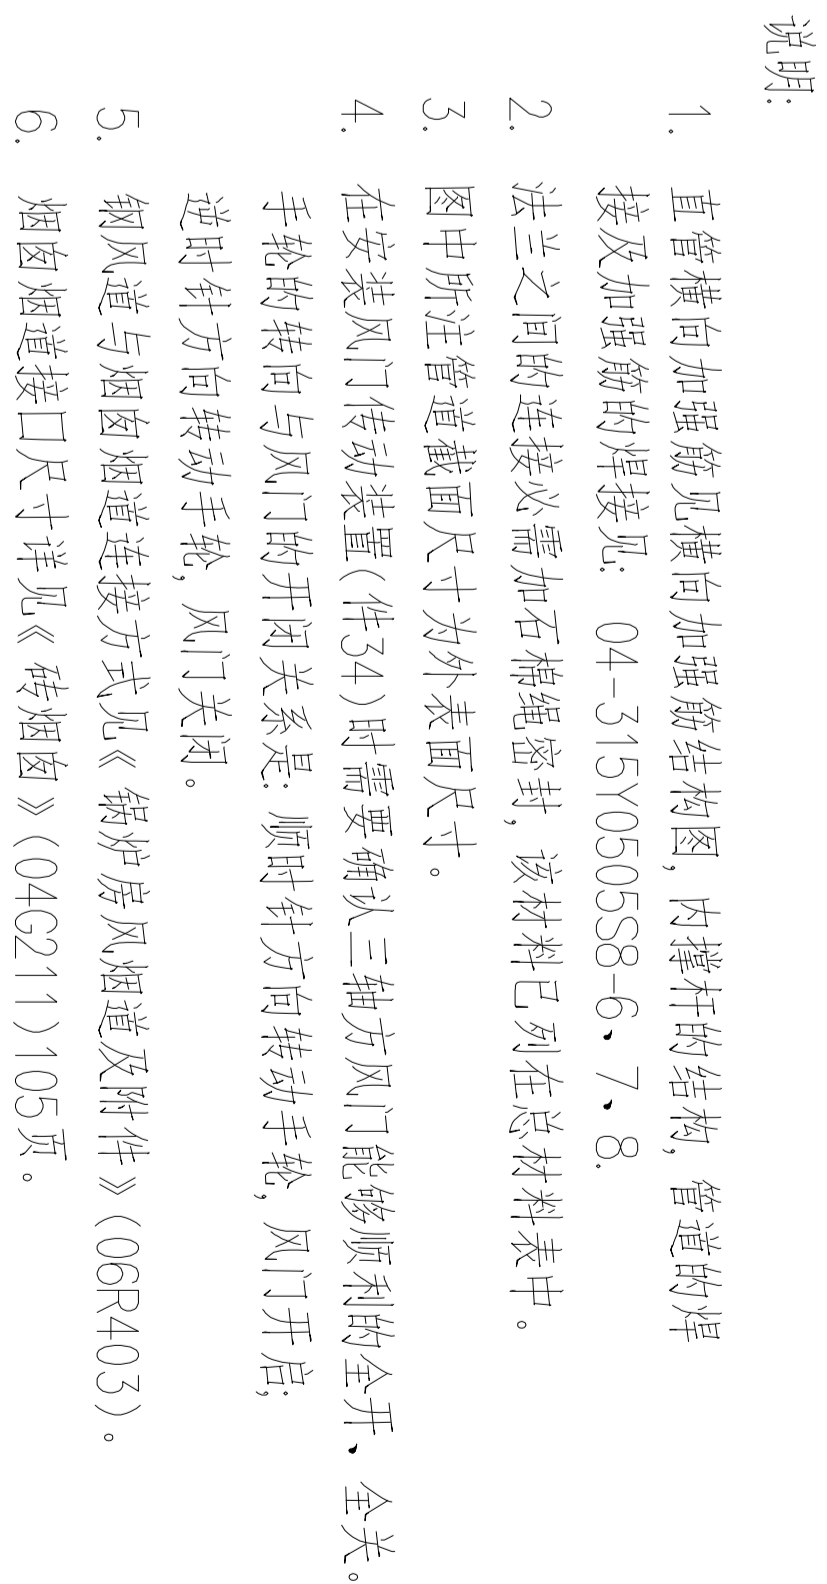 说明:
1. 直管横向加强筋见横向加强筋结构图,内撑杆的结构,管道的焊
接及加强筋的焊接见: 04-315Y0505S8-6、7、8.
2. 法兰之间的连接必需加石棉绳密封,该材料已列在总材料表中。
3. 图中所注管道截面尺寸为外表面尺寸。
4. 在安装风门传动装置(件34)时需要确认三轴方风门能够顺利的全开、全关。
手轮的转向与风门的开闭关系是: 顺时针方向转动手轮,风门开启;
逆时针方向转动手轮,风门关闭。
5. 钢风道与烟囱烟道连接方式见《锅炉房风烟道及附件》(06R403)。
6. 烟囱烟道接口尺寸详见《砖烟囱》(04G211)105页。